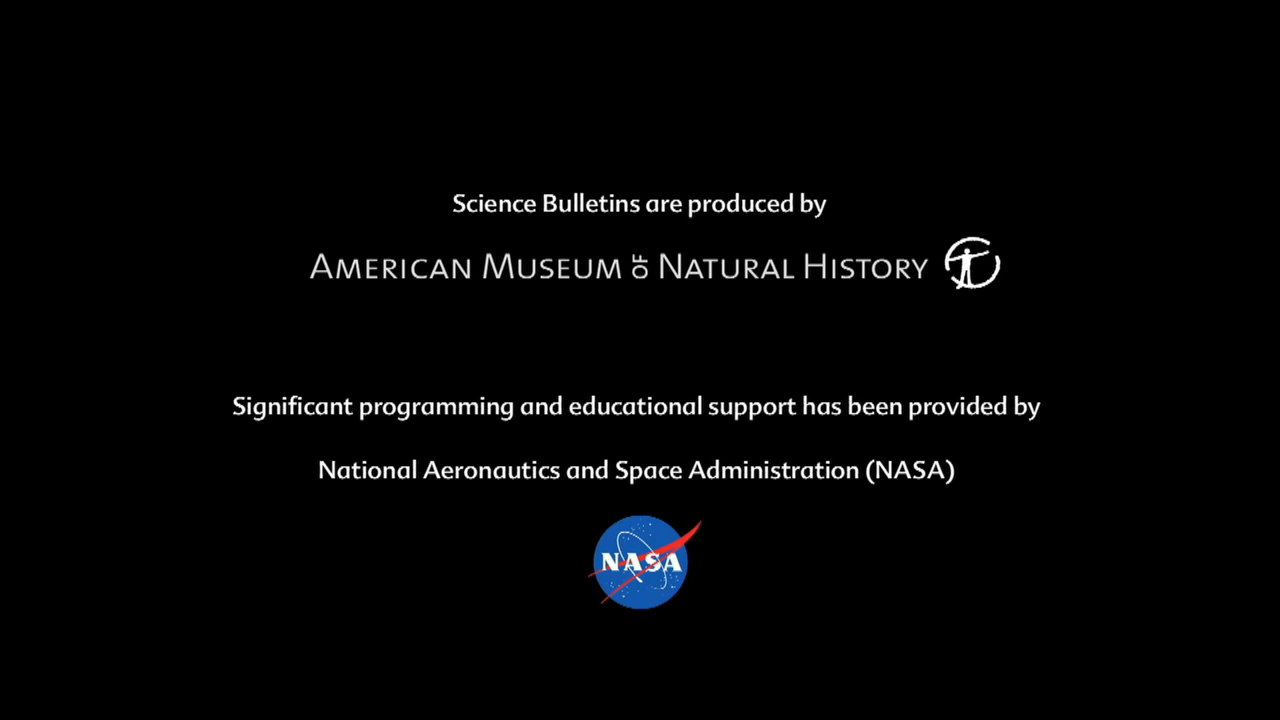 Science Bulletins are produced by
AMERICAN MUSEUM OF NATURAL HISTORY
Significant programming and educational support has been provided by
National Aeronautics and Space Administration (NASA)
NASA